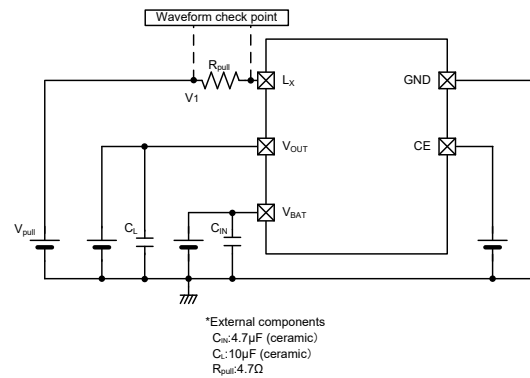 Waveform check point
Rpull
V1
LX
GND
VOUT
CE
VBAT
Vpull
CL
CIN
*External components
CIN:4.7μF (ceramic)
CL:10μF (ceramic)
Rpull:4.7Ω